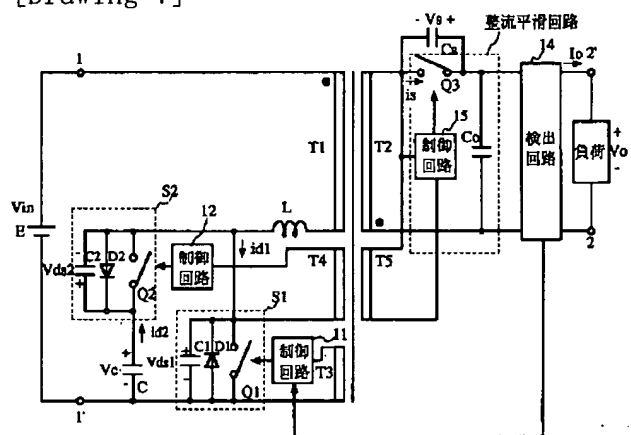 - Vs +
整流平滑回路
14
1
Cs
Io 2'
is
Q3
15
T1
T2
制御
回路
Co
検出
回路
負荷
+
Vo
-
S2
12
L
Vin
E
C2
D2
Vds2
-
+
Q2
制御
回路
id1
T4
T5
2
S1
id2
11
+
Vc
-
C
+
Vds1
-
C1
D1
Q1
制御
回路
T3
1'